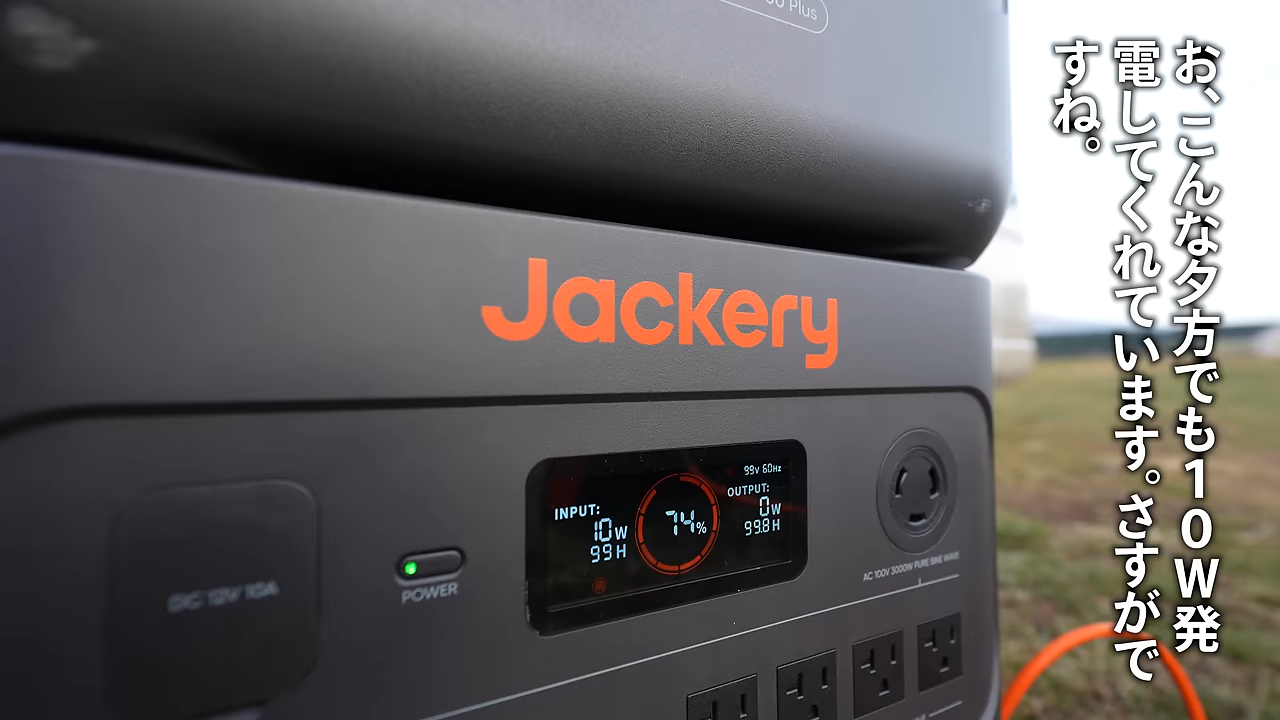 お、こんな夕方でも10W発
電してくれています。さすがで
すね。
Plus
Jackery
99v 60Hz
INPUT:
10W
99H
74%
OUTPUT:
0W
99.8H
POWER
DC 12V 10A
AC 100V 3000W PURE SINE WAVE